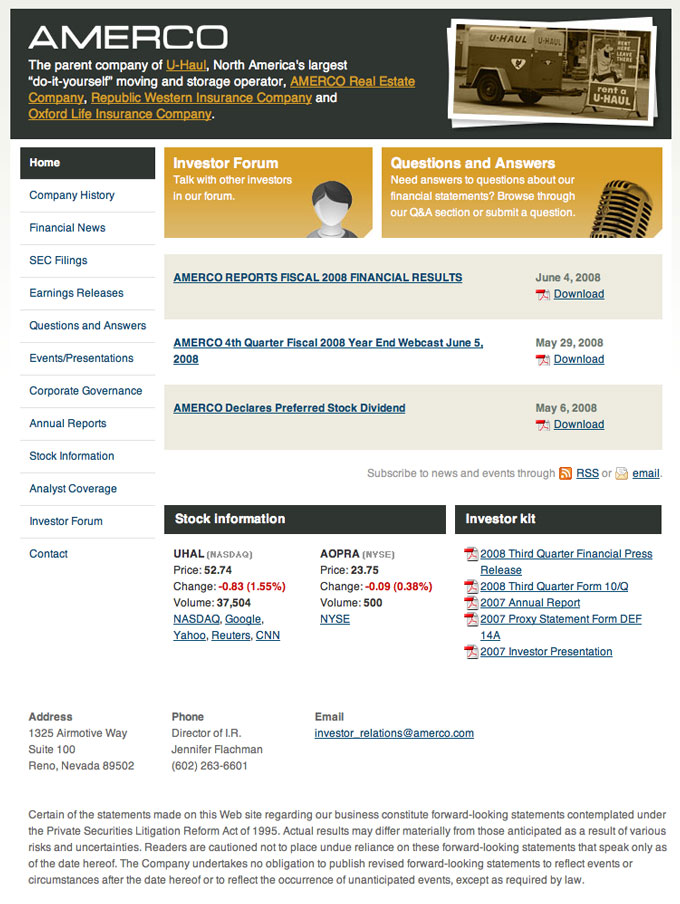 AMERCO
The parent company of U-Haul, North America's largest
“do-it-yourself” moving and storage operator, AMERCO Real Estate
Company, Republic Western Insurance Company and
Oxford Life Insurance Company.
U-HAUL
U-HAUL
RENT
HERE...
LEAVE
THERE
rent a
U-HAUL
Home
Company History
Financial News
SEC Filings
Earnings Releases
Questions and Answers
Events/Presentations
Corporate Governance
Annual Reports
Stock Information
Analyst Coverage
Investor Forum
Contact
Investor Forum
Talk with other investors
in our forum.
Questions and Answers
Need answers to questions about our
financial statements? Browse through
our Q&A section or submit a question.
AMERCO REPORTS FISCAL 2008 FINANCIAL RESULTS
June 4, 2008
Download
AMERCO 4th Quarter Fiscal 2008 Year End Webcast June 5,
2008
May 29, 2008
Download
AMERCO Declares Preferred Stock Dividend
May 6, 2008
Download
Subscribe to news and events through RSS or email.
Stock information
UHAL (NASDAQ)
Price: 52.74
Change: -0.83 (1.55%)
Volume: 37,504
NASDAQ, Google,
Yahoo, Reuters, CNN
AOPRA (NYSE)
Price: 23.75
Change: -0.09 (0.38%)
Volume: 500
NYSE
Investor kit
2008 Third Quarter Financial Press
Release
2008 Third Quarter Form 10/Q
2007 Annual Report
2007 Proxy Statement Form DEF
14A
2007 Investor Presentation
Address
1325 Airmotive Way
Suite 100
Reno, Nevada 89502
Phone
Director of I.R.
Jennifer Flachman
(602) 263-6601
Email
investor_relations@amerco.com
Certain of the statements made on this Web site regarding our business constitute forward-looking statements contemplated under
the Private Securities Litigation Reform Act of 1995. Actual results may differ materially from those anticipated as a result of various
risks and uncertainties. Readers are cautioned not to place undue reliance on these forward-looking statements that speak only as
of the date hereof. The Company undertakes no obligation to publish revised forward-looking statements to reflect events or
circumstances after the date hereof or to reflect the occurrence of unanticipated events, except as required by law.